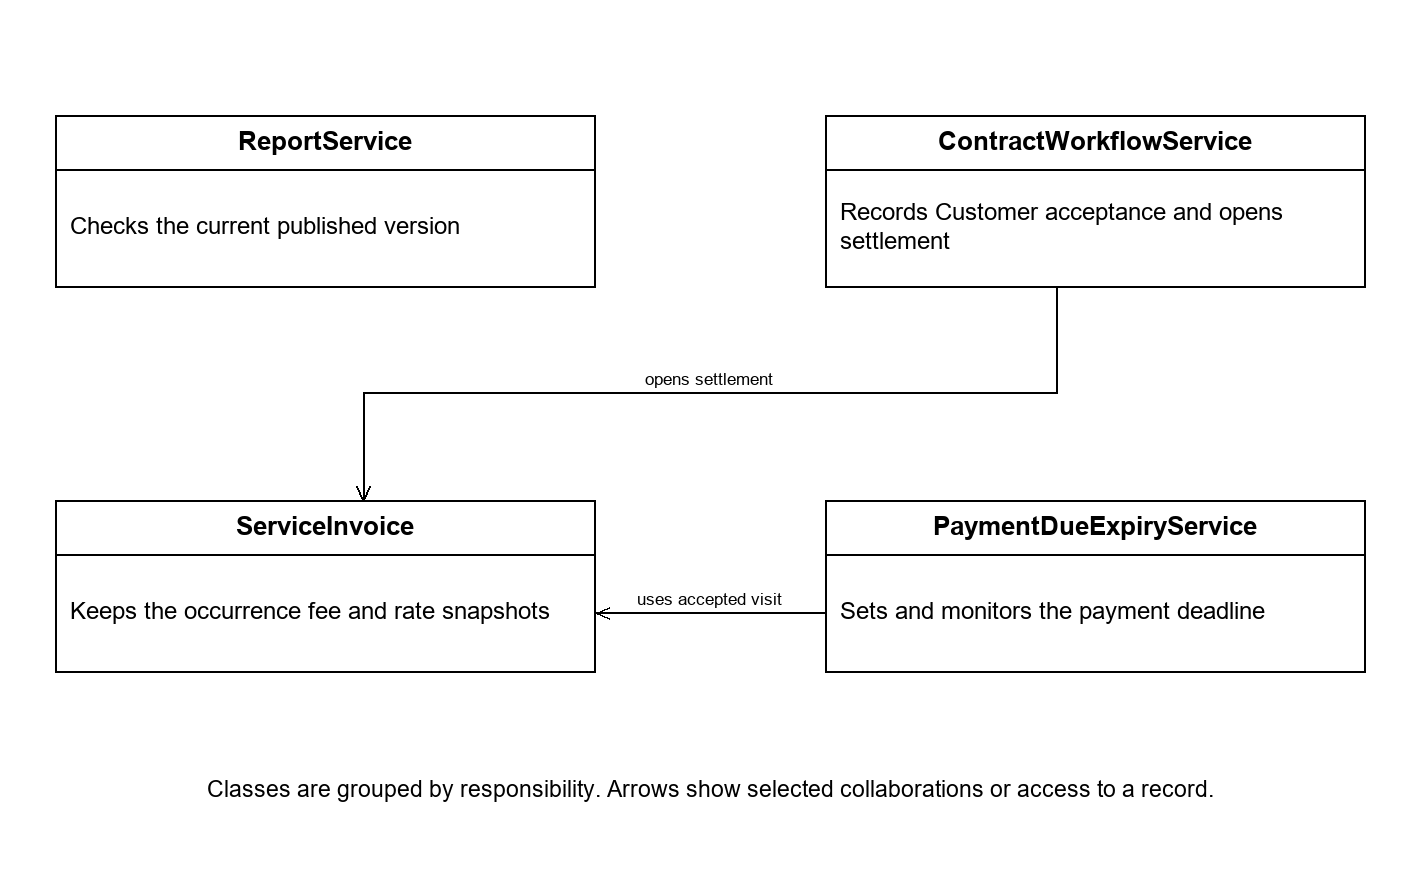 ReportService
Checks the current published version
ContractWorkflowService
Records Customer acceptance and opens
settlement
opens settlement
ServiceInvoice
Keeps the occurrence fee and rate snapshots
uses accepted visit
PaymentDueExpiryService
Sets and monitors the payment deadline
Classes are grouped by responsibility. Arrows show selected collaborations or access to a record.